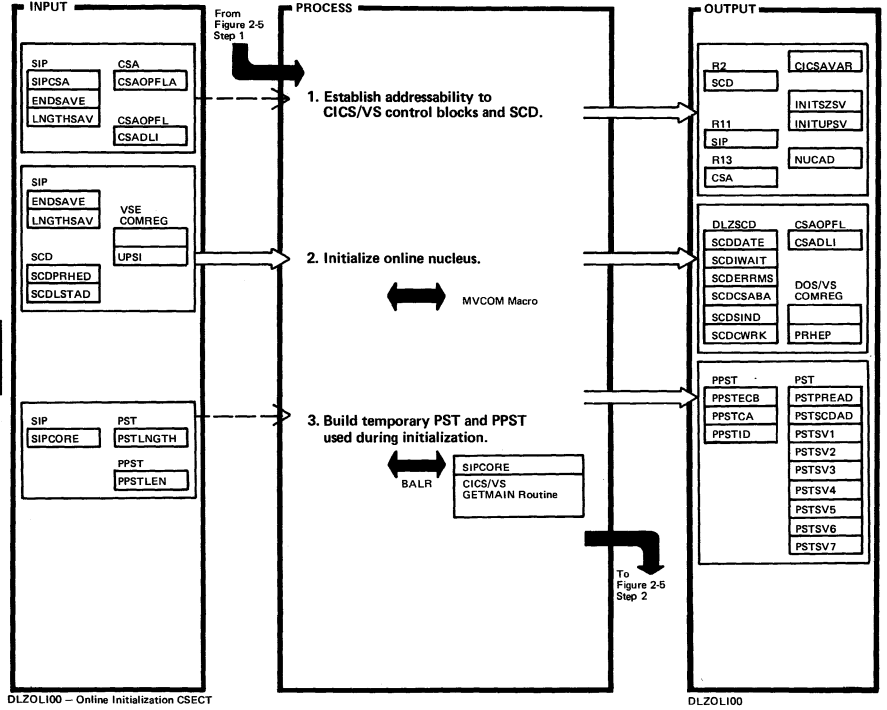 INPUT
SIP
SIPCSA
ENDSAVE
LNGTHSAV
CSA
CSAOPFLA
CSAOPFL
CSADLI
SIP
ENDSAVE
LNGTHSAV
VSE
COMREG
UPSI
SCD
SCDPRHED
SCDLSTAD
SIP
SIPCORE
PST
PSTLNGTH
PPST
PPSTLEN
DLZOLI00 — Online Initialization CSECT
From
Figure 2-5
Step 1
PROCESS
1. Establish addressability to
CICS/VS control blocks and SCD.
2. Initialize online nucleus.
MVCOM Macro
3. Build temporary PST and PPST
used during initialization.
BALR
SIPCORE
CICS/VS
GETMAIN Routine
To
Figure 2-5
Step 2
OUTPUT
R2
SCD
R11
SIP
R13
CSA
CICSAVAR
INITSZSV
INITUPSV
NUCAD
DLZSCD
SCDDATE
SCDIWAIT
SCDERRMS
SCDCSABA
SCDSIND
SCDCWRK
CSAOPFL
CSADLI
DOS/VS
COMREG
PRHEP
PPST
PPSTECB
PPSTCA
PPSTID
PST
PSTPREAD
PSTSCDAD
PSTSV1
PSTSV2
PSTSV3
PSTSV4
PSTSV5
PSTSV6
PSTSV7
DLZOLI00